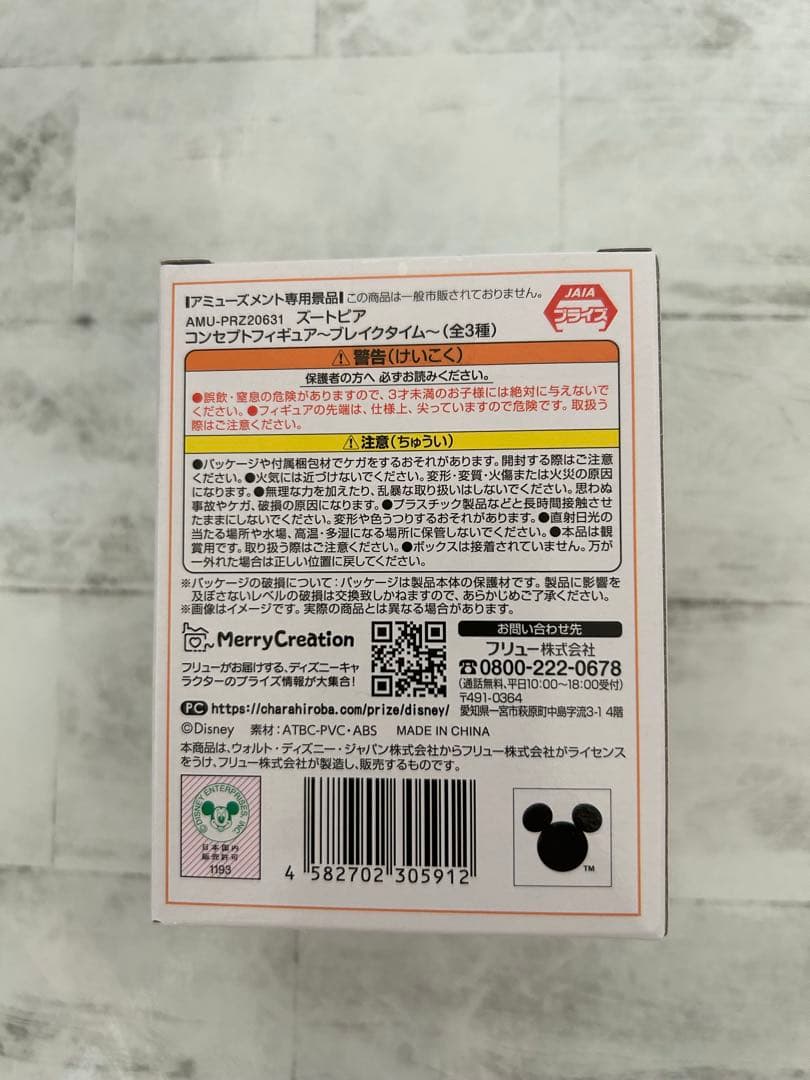 アミューズメント専用景品 この商品は一般市販されておりません。
JAIA
プライズ
AMU-PRZ20631 ズートピア
コンセプトフィギュア～ブレイクタイム～(全3種)
警告(けいこく)
保護者の方へ 必ずお読みください。
●誤飲・窒息の危険がありますので、3才未満のお子様には絶対に与えないで
ください。●フィギュアの先端は、仕様上、尖っていますので危険です。取扱う
際はご注意ください。
注意(ちゅうい)
●パッケージや付属梱包材でケガをするおそれがあります。開封する際はご注意
ください。●火気には近づけないでください。変形・変質・火傷または火災の原因
になります。●無理な力を加えたり、乱暴な取り扱いはしないでください。思わぬ
事故やケガ、破損の原因になります。●プラスチック製品などと長時間接触させ
たままにしないでください。変形や色うつりするおそれがあります。●直射日光の
当たる場所や水場、高温・多湿になる場所に保管しないでください。●本品は観
賞用です。取り扱う際はご注意ください。●ボックスは接着されていません。万が
一外れた場合は正しい位置に戻してください。
※パッケージの破損について：パッケージは製品本体の保護材です。製品に影響を
及ぼさないレベルの破損は交換致しかねますので、あらかじめご了承ください。
※画像はイメージです。実際の商品とは異なる場合があります。
MerryCreation
フリューがお届けする、ディズニーキャ
ラクターのプライズ情報が大集合！
PC https://charahiroba.com/prize/disney/
お問い合わせ先
フリュー株式会社
☎0800-222-0678
(通話無料、平日10:00～18:00受付)
〒491-0364
愛知県一宮市萩原町中島字流3-1 4階
©Disney 素材：ATBC-PVC・ABS MADE IN CHINA
本商品は、ウォルト・ディズニー・ジャパン株式会社からフリュー株式会社がライセンス
をうけ、フリュー株式会社が製造し、販売するものです。
©DISNEY ENTERPRISES, INC.
日本国内
販売許可
1193
4 582702 305912
TM